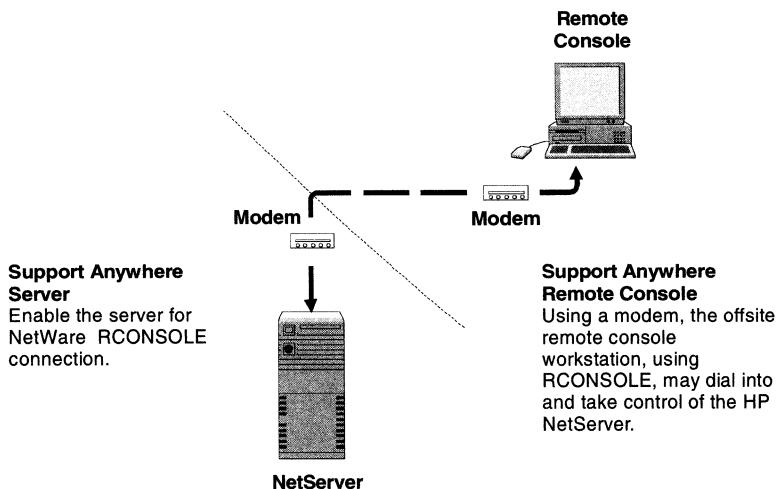 Remote
Console
Modem
Modem
Support Anywhere
Server
Enable the server for
NetWare RCONSOLE
connection.
Support Anywhere
Remote Console
Using a modem, the offsite
remote console
workstation, using
RCONSOLE, may dial into
and take control of the HP
NetServer.
NetServer